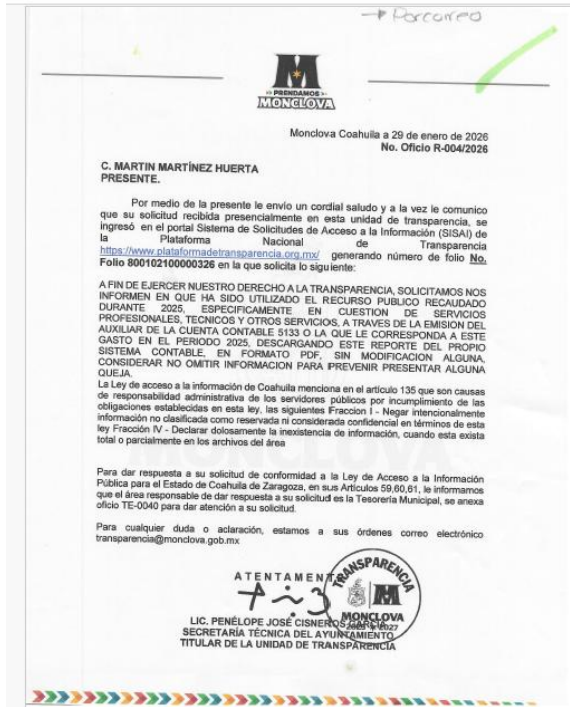 → Por correo
M
PRENDAMOS
MONCLOVA
Monclova Coahuila a 29 de enero de 2026
No. Oficio R-004/2026
C. MARTIN MARTÍNEZ HUERTA
PRESENTE.
Por medio de la presente le envío un cordial saludo y a la vez le comunico
que su solicitud recibida presencialmente en esta unidad de transparencia, se
ingresó en el portal Sistema de Solicitudes de Acceso a la Información (SISAI) de
la Plataforma Nacional de Transparencia
https://www.plataformadetransparencia.org.mx/ generando número de folio No.
Folio 800102100000326 en la que solicita lo siguiente:
A FIN DE EJERCER NUESTRO DERECHO A LA TRANSPARENCIA, SOLICITAMOS NOS
INFORMEN EN QUE HA SIDO UTILIZADO EL RECURSO PUBLICO RECAUDADO
DURANTE 2025, ESPECIFICAMENTE EN CUESTION DE SERVICIOS
PROFESIONALES, TECNICOS Y OTROS SERVICIOS, A TRAVES DE LA EMISION DEL
AUXILIAR DE LA CUENTA CONTABLE 5133 O LA QUE LE CORRESPONDA A ESTE
GASTO EN EL PERIODO 2025, DESCARGANDO ESTE REPORTE DEL PROPIO
SISTEMA CONTABLE, EN FORMATO PDF, SIN MODIFICACION ALGUNA,
CONSIDERAR NO OMITIR INFORMACION PARA PREVENIR PRESENTAR ALGUNA
QUEJA.
La Ley de acceso a la información de Coahuila menciona en el artículo 135 que son causas
de responsabilidad administrativa de los servidores públicos por incumplimiento de las
obligaciones establecidas en esta ley, las siguientes Fraccion I - Negar intencionalmente
información no clasificada como reservada ni considerada confidencial en términos de esta
ley Fracción IV - Declarar dolosamente la inexistencia de información, cuando esta exista
total o parcialmente en los archivos del área
Para dar respuesta a su solicitud de conformidad a la Ley de Acceso a la Información
Pública para el Estado de Coahuila de Zaragoza, en sus Artículos 59,60,61, le informamos
que el área responsable de dar respuesta a su solicitud es la Tesorería Municipal, se anexa
oficio TE-0040 para dar atención a su solicitud.
Para cualquier duda o aclaración, estamos a sus órdenes correo electrónico
transparencia@monclova.gob.mx
ATENTAMENT
TRANSPARENCIA
MONCLOVA
2027
LIC. PENÉLOPE JOSÉ CISNEROS GARCIA
SECRETARÍA TÉCNICA DEL AYUNTAMIENTO
TITULAR DE LA UNIDAD DE TRANSPARENCIA